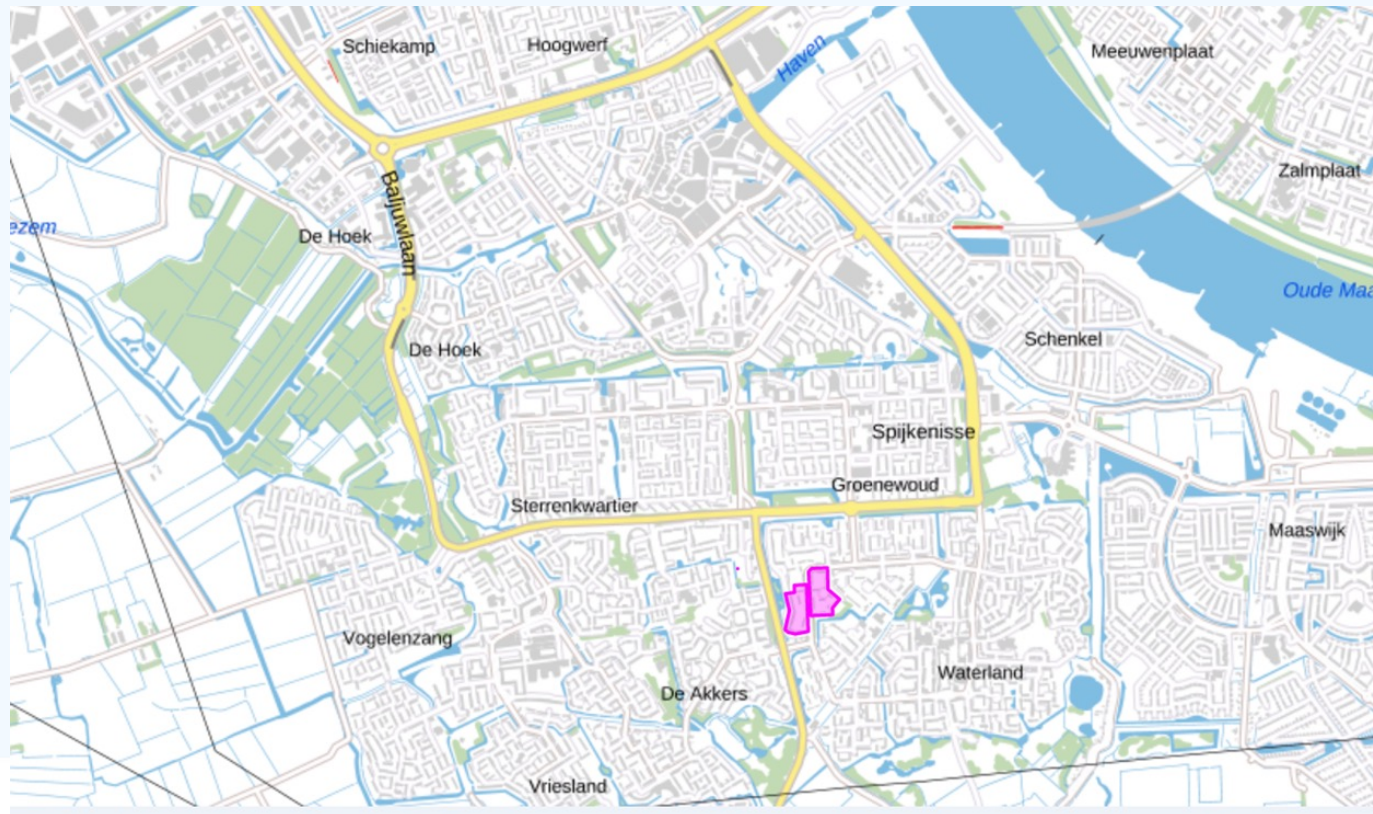 Schiekamp
Hoogwerf
Haven
Meeuwenplaat
Zalmplaat
Baljuwlaan
De Hoek
ezem
Oude Maa
De Hoek
Schenkel
Spijkenisse
Groenewoud
Sterrenkwartier
Maaswijk
Vogelenzang
Waterland
De Akkers
Vriesland